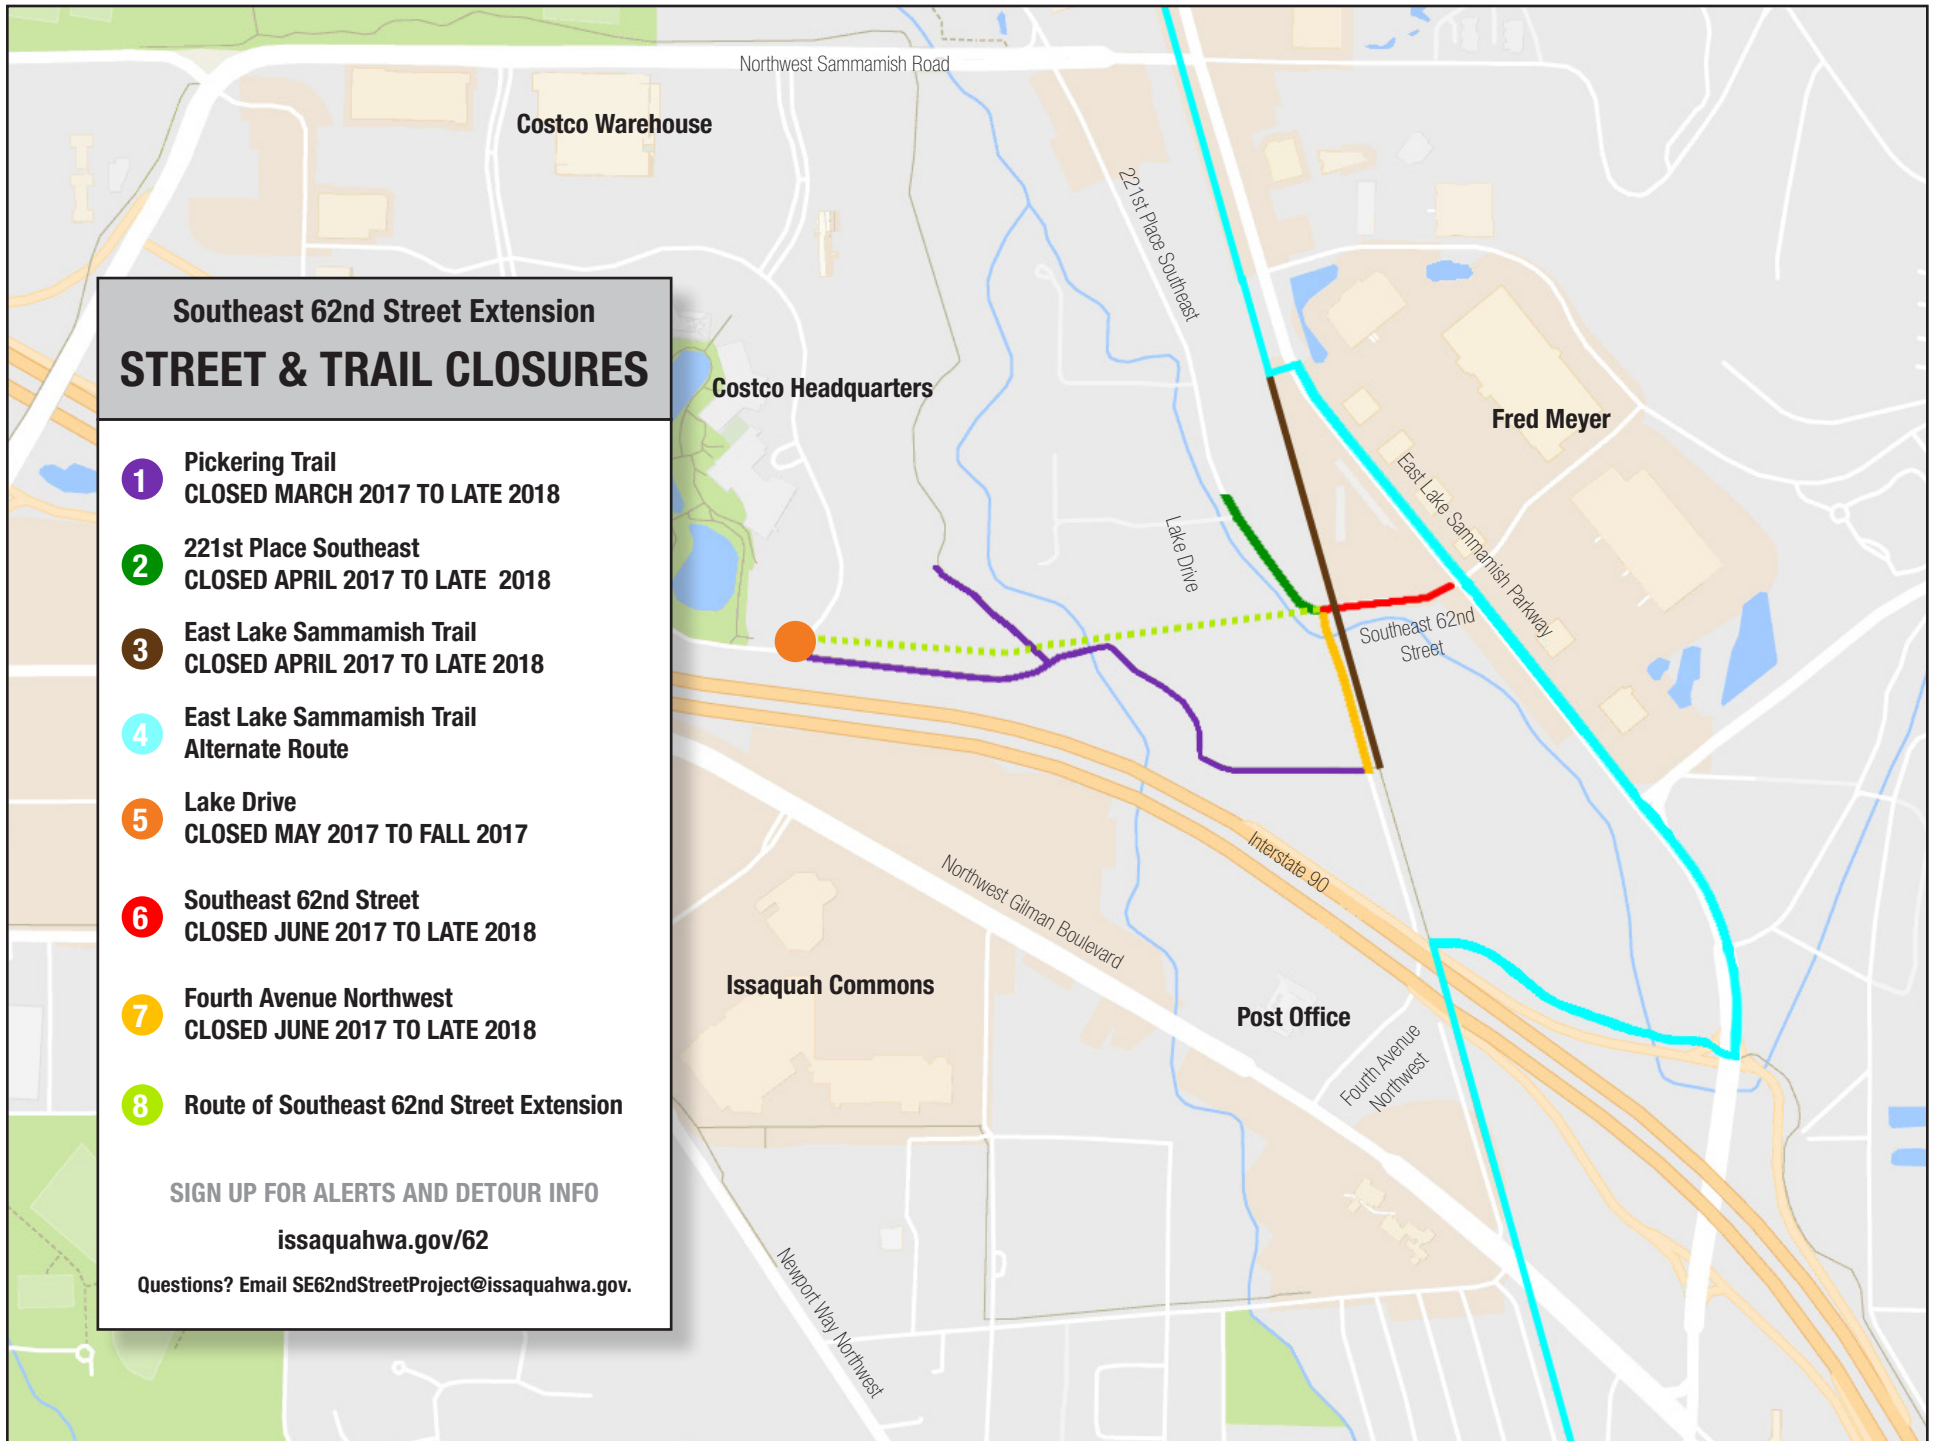 Northwest Sammamish Road
Costco Warehouse
221st Place Southeast
Southeast 62nd Street Extension
STREET & TRAIL CLOSURES
Costco Headquarters
Fred Meyer
1
Pickering Trail
CLOSED MARCH 2017 TO LATE 2018
2
221st Place Southeast
CLOSED APRIL 2017 TO LATE 2018
3
East Lake Sammamish Trail
CLOSED APRIL 2017 TO LATE 2018
4
East Lake Sammamish Trail
Alternate Route
5
Lake Drive
CLOSED MAY 2017 TO FALL 2017
6
Southeast 62nd Street
CLOSED JUNE 2017 TO LATE 2018
7
Fourth Avenue Northwest
CLOSED JUNE 2017 TO LATE 2018
8
Route of Southeast 62nd Street Extension
SIGN UP FOR ALERTS AND DETOUR INFO
issaquahwa.gov/62
Questions? Email SE62ndStreetProject@issaquahwa.gov.
East Lake Sammamish Parkway
Lake Drive
Southeast 62nd
Street
Interstate 90
Northwest Gilman Boulevard
Issaquah Commons
Post Office
Fourth Avenue
Northwest
Newport Way Northwest